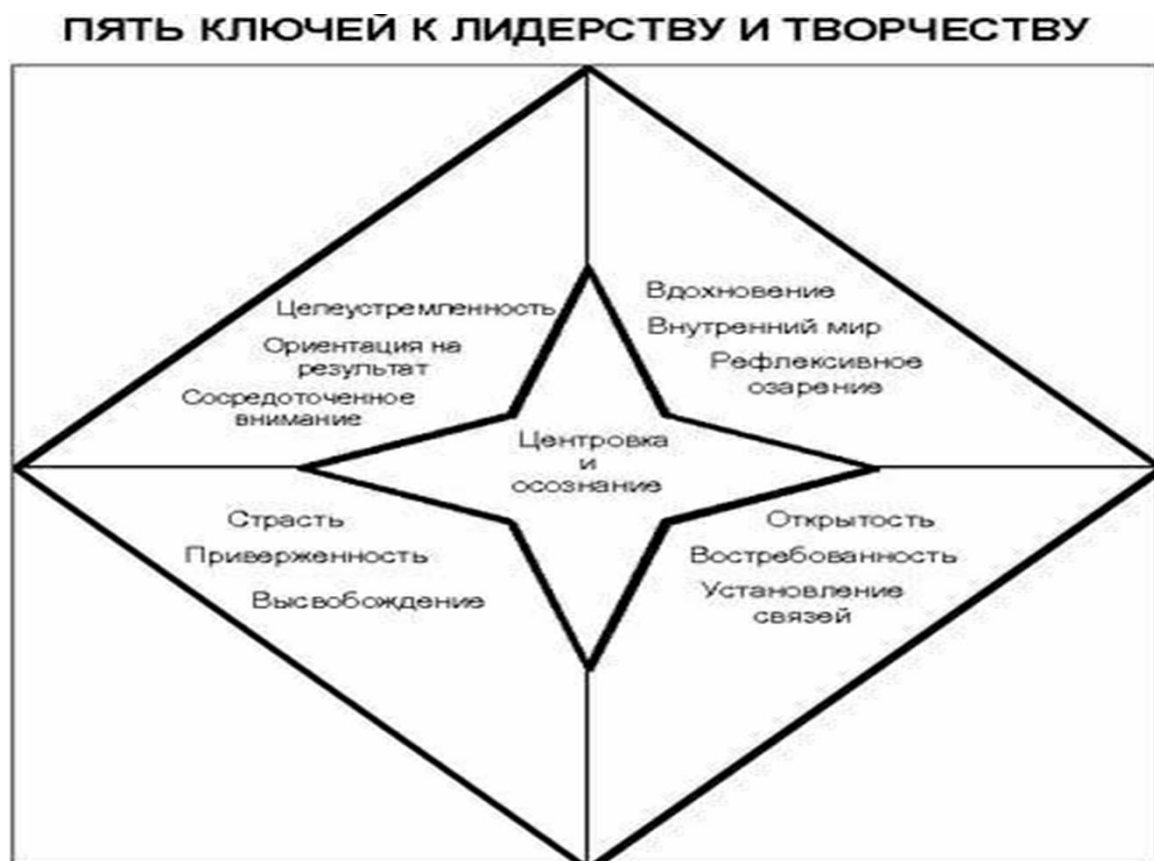 ПЯТЬ КЛЮЧЕЙ К ЛИДЕРСТВУ И ТВОРЧЕСТВУ
Целеустремленность
Ориентация на
результат
Сосредоточенное
внимание
Вдохновение
Внутренний мир
Рефлексивное
озарение
Центровка
и
осознание
Страсть
Приверженность
Высвобождение
Открытость
Востребованность
Установление
связей